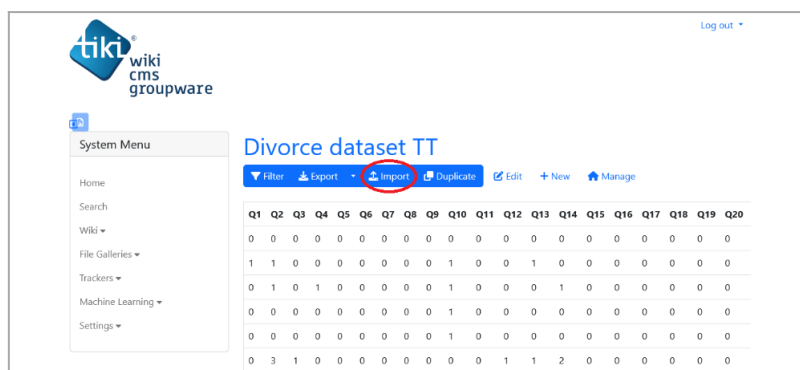 Log out
tiki®
wiki
cms
groupware
System Menu
Home
Search
Wiki
File Galleries
Trackers
Machine Learning
Settings
Divorce dataset TT
Filter Export Import Duplicate Edit + New Manage
Q1 Q2 Q3 Q4 Q5 Q6 Q7 Q8 Q9 Q10 Q11 Q12 Q13 Q14 Q15 Q16 Q17 Q18 Q19 Q20
0 0 0 0 0 0 0 0 0 0 0 0 0 0 0 0 0 0 0 0
1 1 0 0 0 0 0 0 0 1 0 0 1 0 0 0 0 0 0 0
0 1 0 1 0 0 0 0 0 1 0 0 0 1 0 0 0 0 0 0
0 0 0 0 0 0 0 0 0 1 0 0 0 0 0 0 0 0 0 0
0 0 0 0 0 0 0 0 0 1 0 0 0 0 0 0 0 0 0 0
0 3 1 0 0 0 0 0 0 0 0 1 1 2 0 0 0 0 0 0